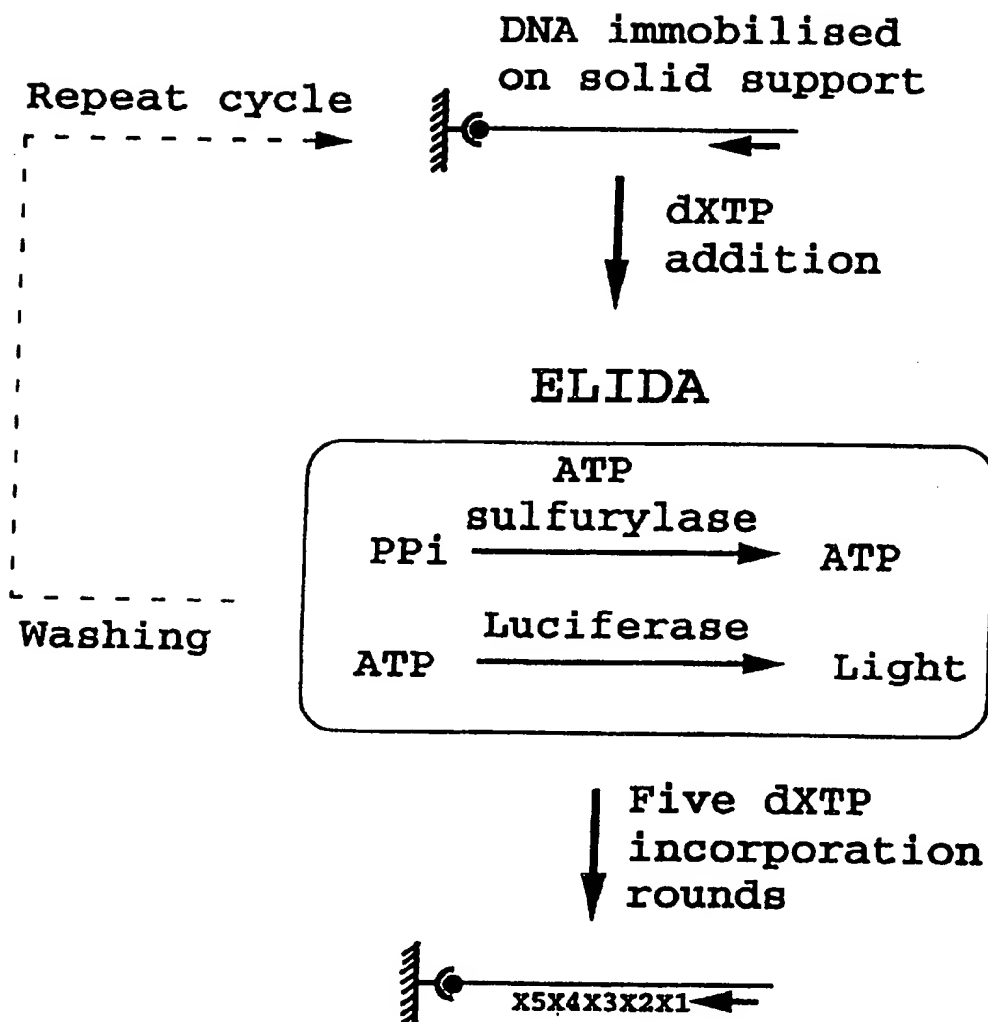 DNA immobilised
on solid support
Repeat cycle
dXTP
addition
ELIDA
ATP
sulfurylase
PPi
ATP
Washing
Luciferase
ATP
Light
Five dXTP
incorporation
rounds
X5X4X3X2X1